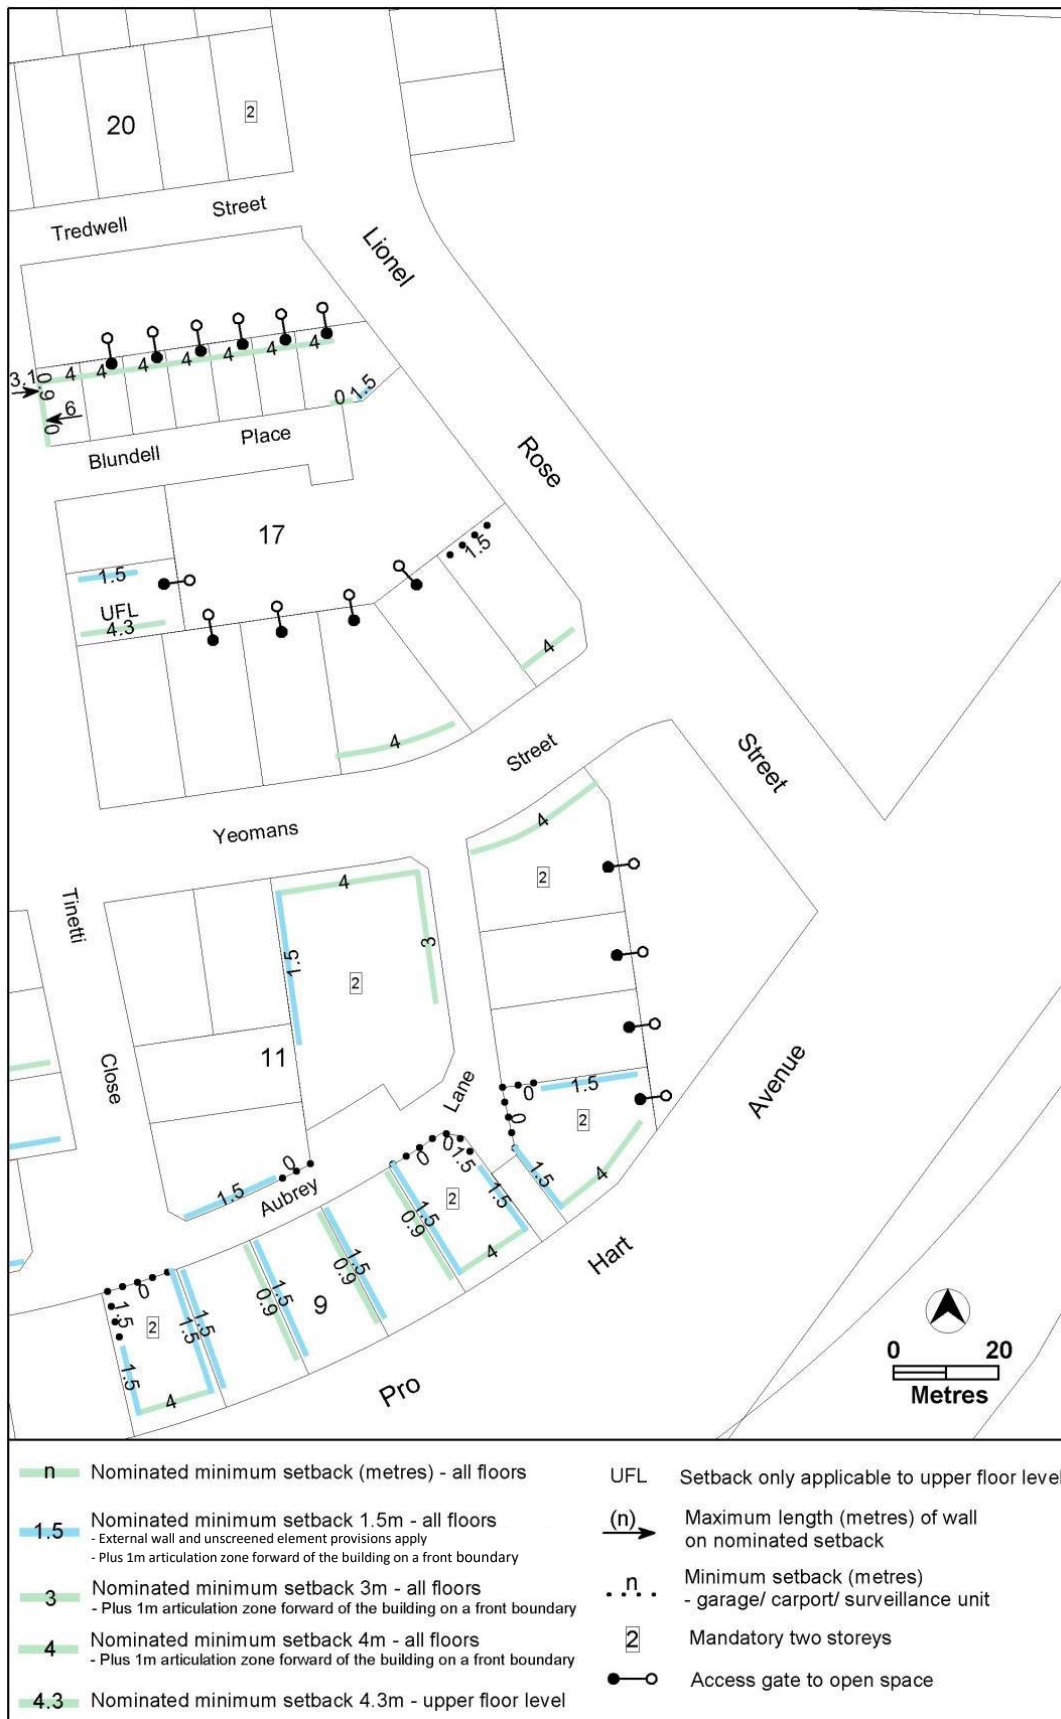 2
20
Street
Tredwell
Lionel
4 4 4 4 4 4 4
3.1
0.9
6
0
0 1.5
Place
Blundell
Rose
17
1.5
1.5
UFL
4.3
4
4
Street
Street
Yeomans
4
2
4
Tinetti
3
1.5
2
11
Close
Lane
Avenue
1.5
0
0
2
0
1.5
Aubrey
0
0
1.5
2
1.5
1.5
0.9
4
1.5
4
Hart
1.5
0.9
1.5
0.9
9
0
1.5
2
1.5
1.5
1.5
4
Pro
0 20
Metres
n Nominated minimum setback (metres) - all floors
1.5 Nominated minimum setback 1.5m - all floors
- External wall and unscreened element provisions apply
- Plus 1m articulation zone forward of the building on a front boundary
3 Nominated minimum setback 3m - all floors
- Plus 1m articulation zone forward of the building on a front boundary
4 Nominated minimum setback 4m - all floors
- Plus 1m articulation zone forward of the building on a front boundary
4.3 Nominated minimum setback 4.3m - upper floor level
UFL Setback only applicable to upper floor level
(n) Maximum length (metres) of wall
on nominated setback
n Minimum setback (metres)
- garage/ carport/ surveillance unit
2 Mandatory two storeys
Access gate to open space